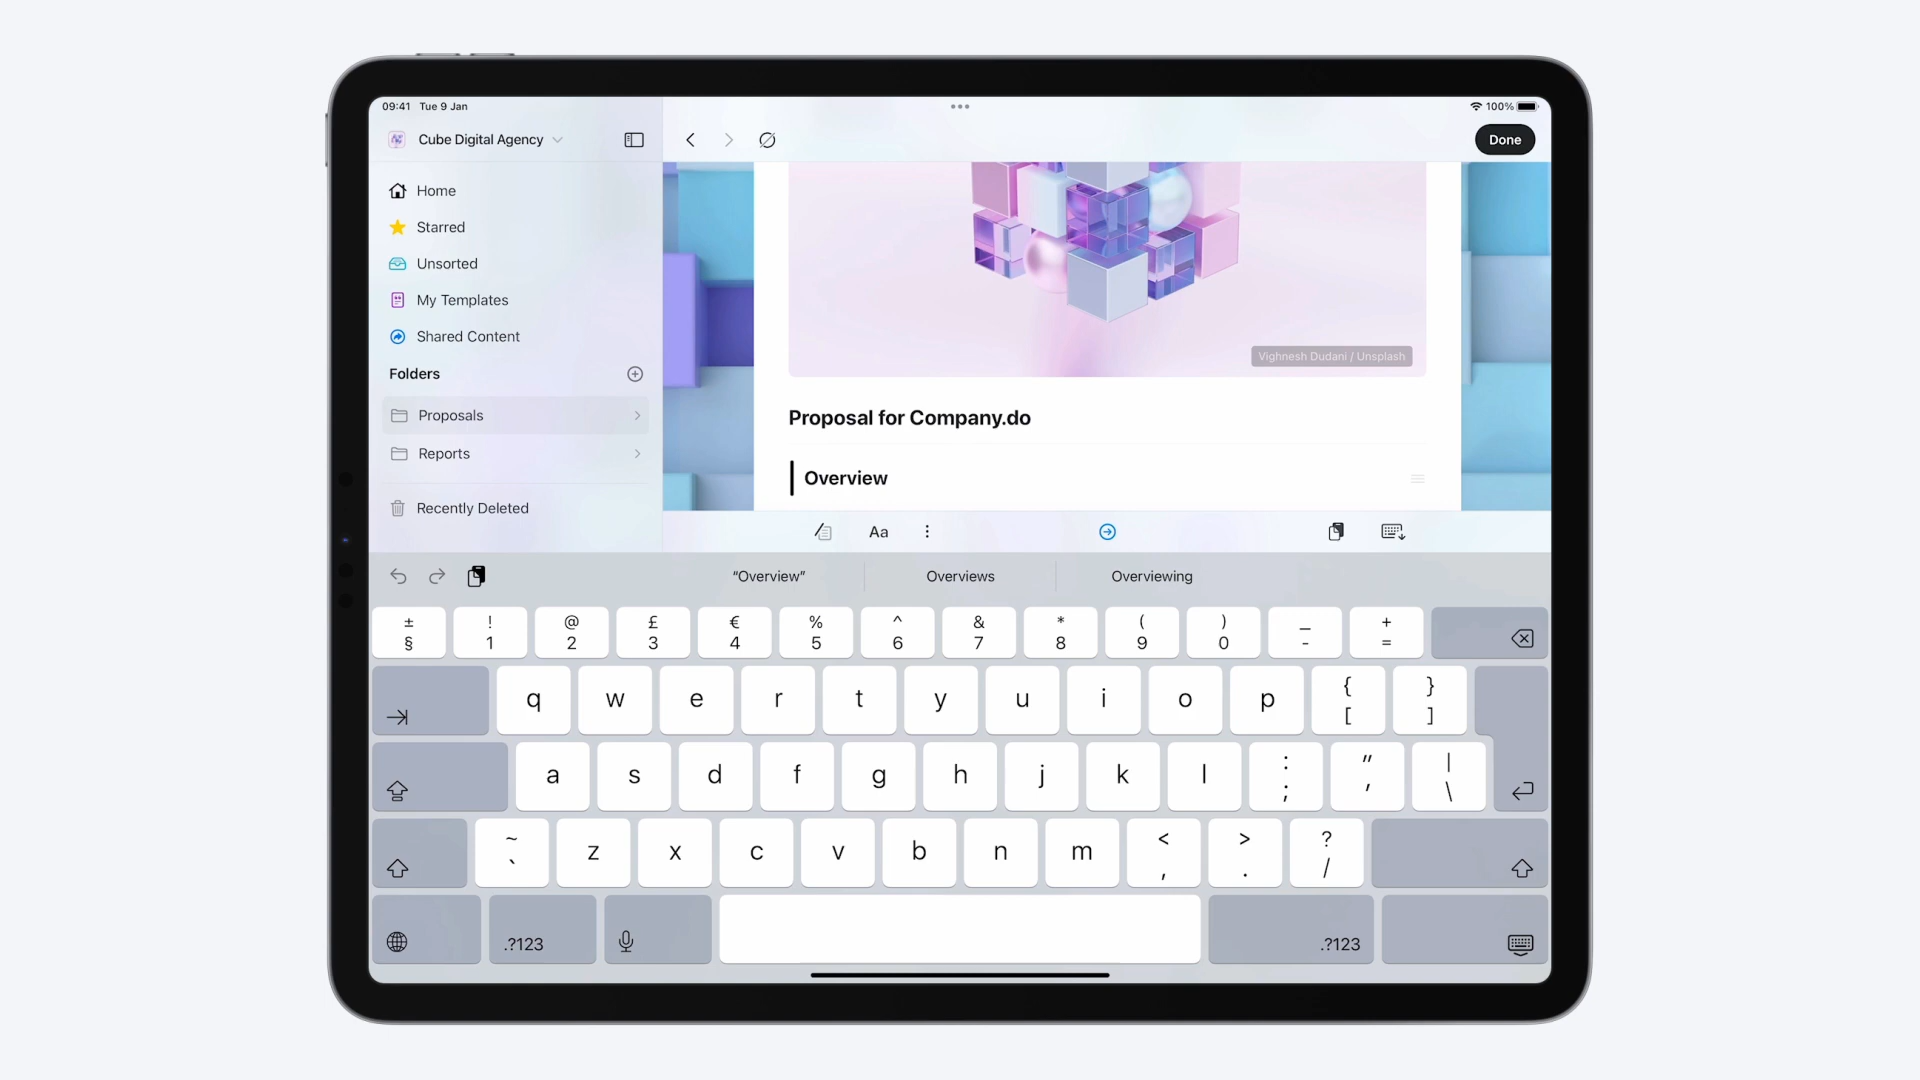 09:41 Tue 9 Jan
100%
Cube Digital Agency
Done
Home
Starred
Unsorted
My Templates
Shared Content
Folders
Proposals
Reports
Recently Deleted
Vighnesh Dudani / Unsplash
Proposal for Company.do
Overview
Aa
“Overview” Overviews Overviewing
± ! @ £ € % ^ & * ( ) _ +
§ 1 2 3 4 5 6 7 8 9 0 - =
q w e r t y u i o p { }
[ ]
a s d f g h j k l : " |
; ' \
~ z x c v b n m < > ?
` , . /
.?123 .?123